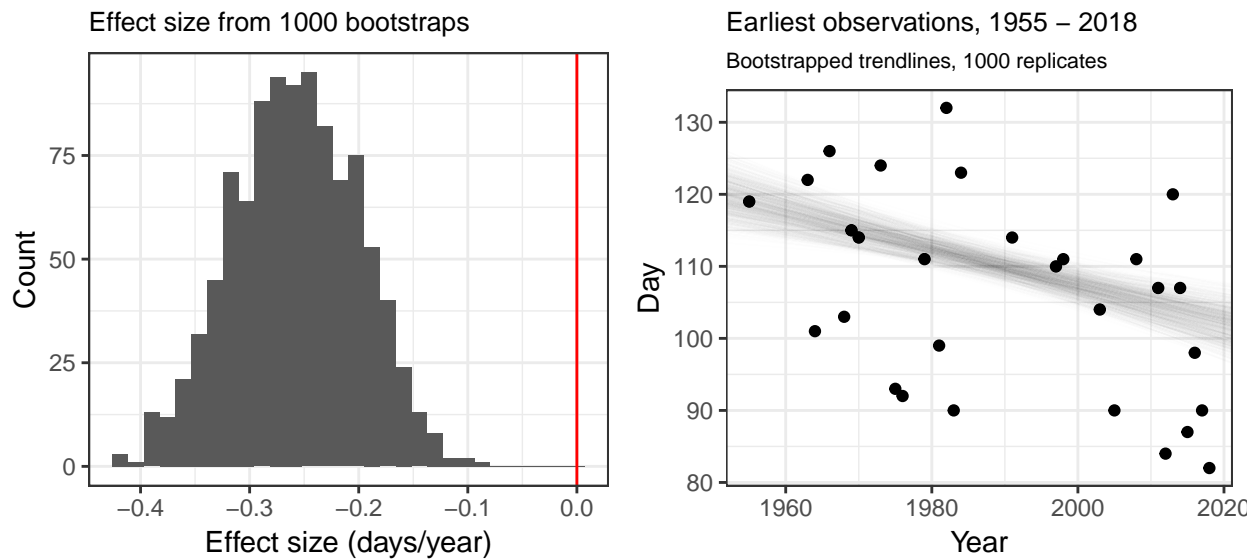 Effect size from 1000 bootstraps
Count
75
50
25
0
−0.4 −0.3 −0.2 −0.1 0.0
Effect size (days/year)
Earliest observations, 1955 − 2018
Bootstrapped trendlines, 1000 replicates
Day
130
120
110
100
90
80
1960 1980 2000 2020
Year